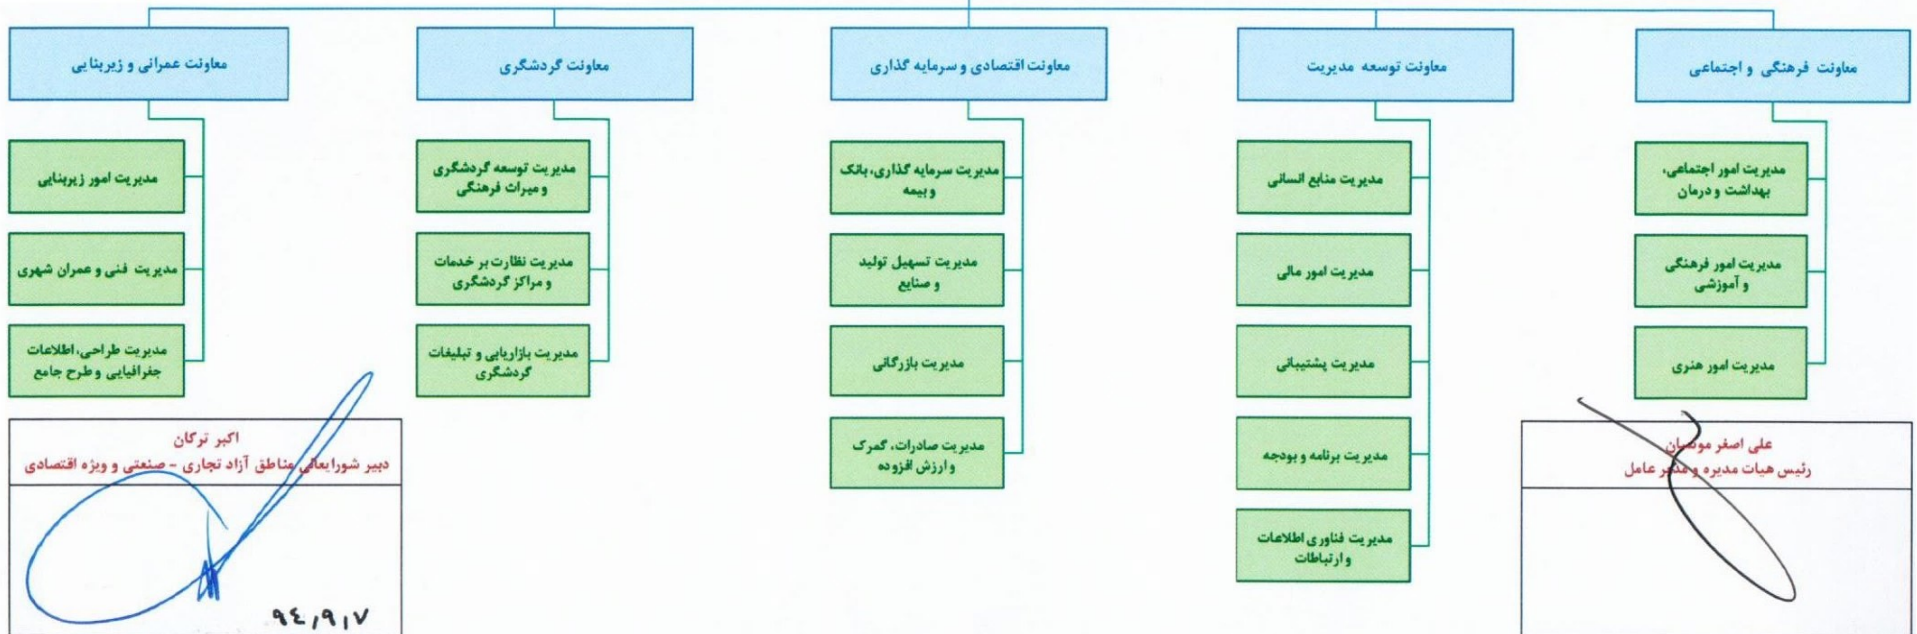 معاونت فرهنگی و اجتماعی
معاونت توسعه مدیریت
معاونت اقتصادی و سرمایه گذاری
معاونت گردشگری
معاونت عمرانی و زیربنایی
مدیریت امور اجتماعی،
بهداشت و درمان
مدیریت امور فرهنگی
و آموزشی
مدیریت امور هنری
مدیریت منابع انسانی
مدیریت امور مالی
مدیریت پشتیبانی
مدیریت برنامه و بودجه
مدیریت فناوری اطلاعات
و ارتباطات
مدیریت سرمایه گذاری، بانک
و بیمه
مدیریت تسهیل تولید
و صنایع
مدیریت بازرگانی
مدیریت صادرات، گمرک
و ارزش افزوده
مدیریت توسعه گردشگری
و میراث فرهنگی
مدیریت نظارت بر خدمات
و مراکز گردشگری
مدیریت بازاریابی و تبلیغات
گردشگری
مدیریت امور زیربنایی
مدیریت فنی و عمران شهری
مدیریت طراحی، اطلاعات
جغرافیایی و طرح جامع
علی اصغر مونسان
رئیس هیات مدیره و مدیر عامل
اکبر ترکان
دبیر شورایعالی مناطق آزاد تجاری - صنعتی و ویژه اقتصادی
۹٤,۹,۷